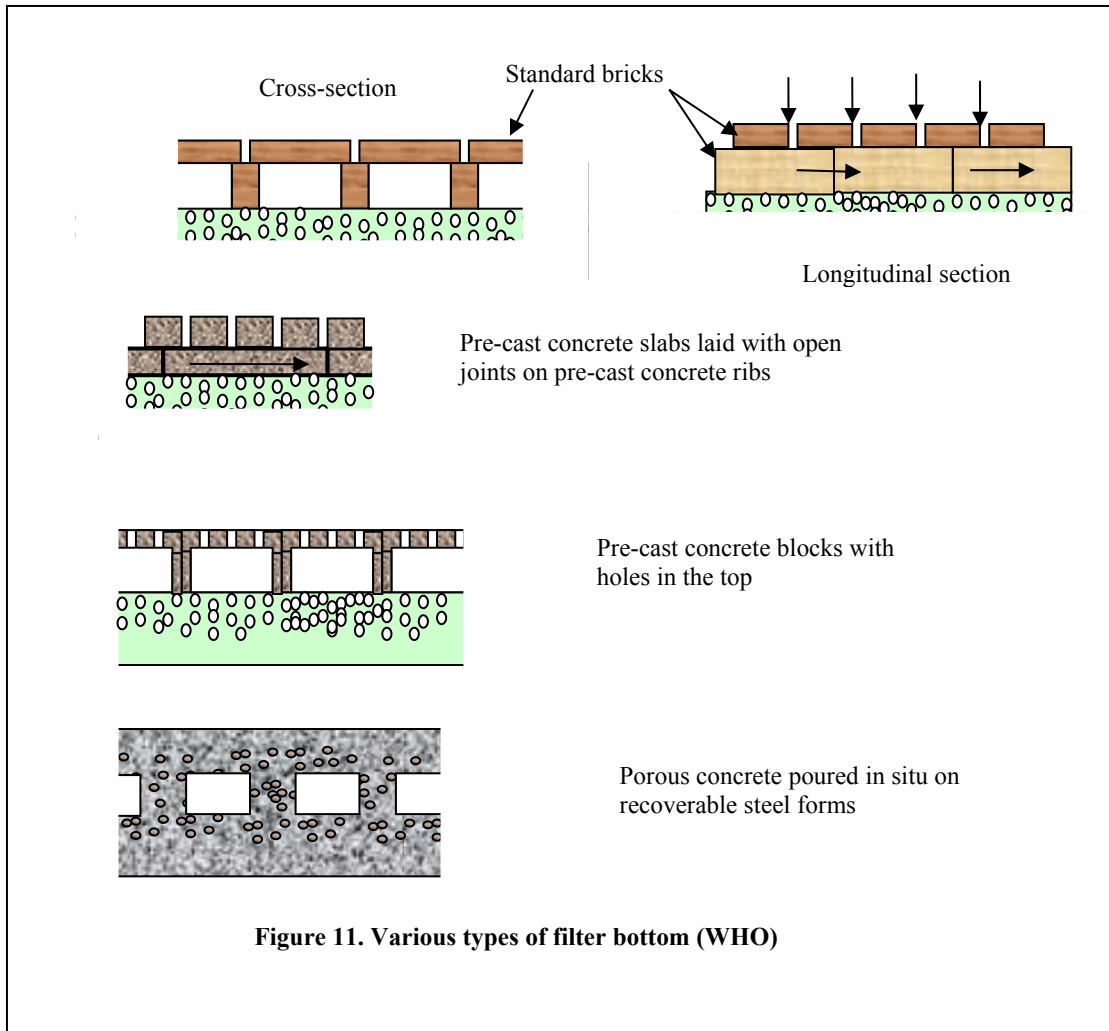 Standard bricks
Cross-section
Longitudinal section
Pre-cast concrete slabs laid with open
joints on pre-cast concrete ribs
Pre-cast concrete blocks with
holes in the top
Porous concrete poured in situ on
recoverable steel forms
Figure 11. Various types of filter bottom (WHO)